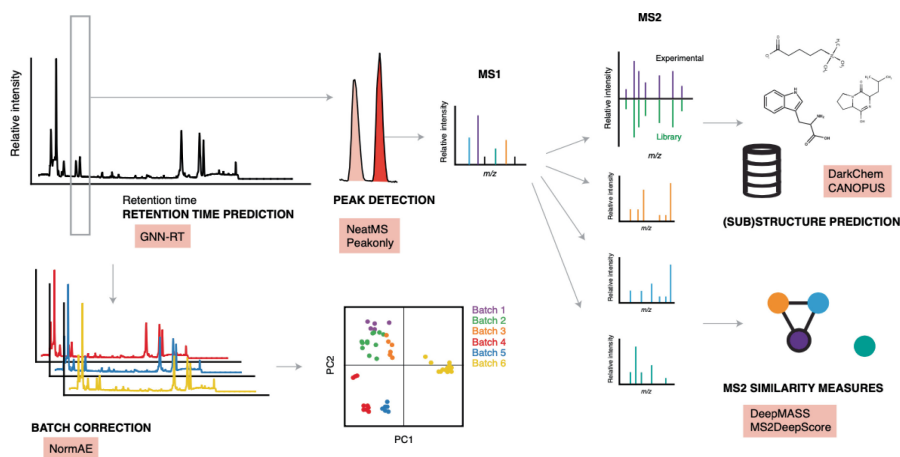 Relative intensity
Retention time
RETENTION TIME PREDICTION
GNN-RT
PEAK DETECTION
NeatMS
Peakonly
MS1
m/z
MS2
Relative intensity
Experimental
Library
m/z
Relative intensity
m/z
Relative intensity
m/z
Relative intensity
m/z
DarkChem
CANOPUS
(SUB)STRUCTURE PREDICTION
MS2 SIMILARITY MEASURES
DeepMASS
MS2DeepScore
BATCH CORRECTION
NormAE
PC2
PC1
Batch 1
Batch 2
Batch 3
Batch 4
Batch 5
Batch 6
NH₂
OH